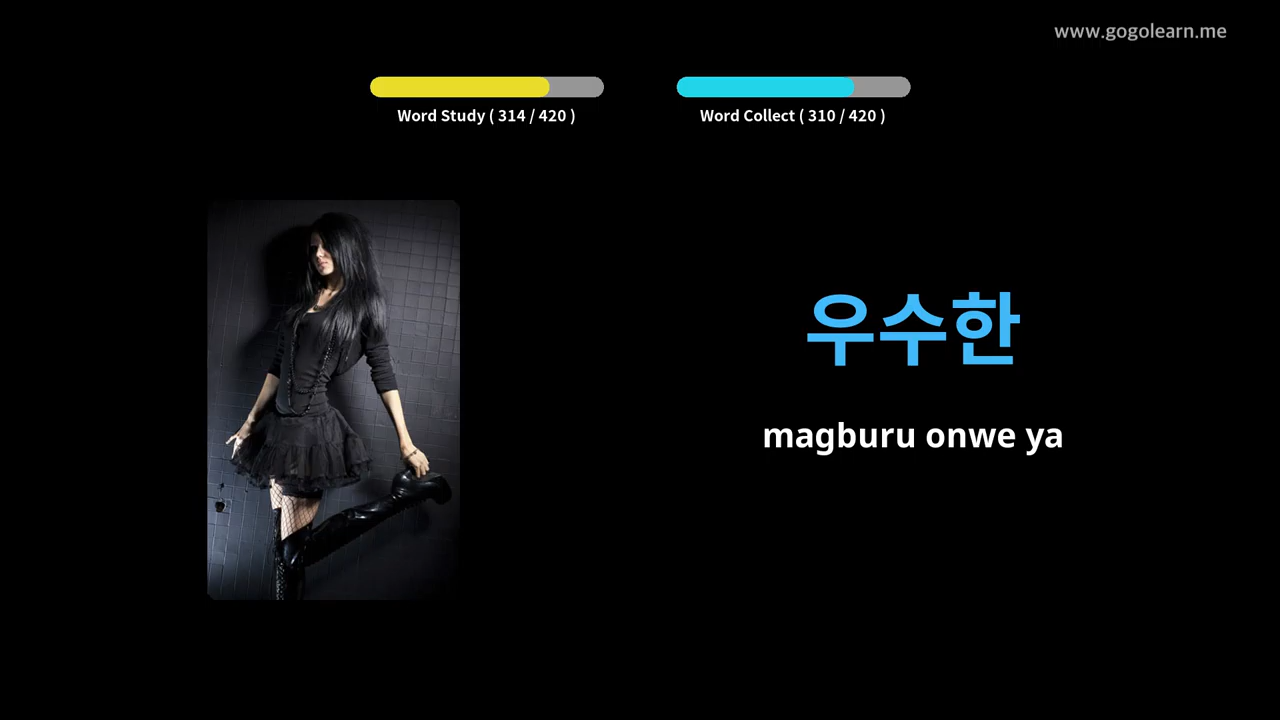 www.gogolearn.me
Word Study ( 314 / 420 )
Word Collect ( 310 / 420 )
우수한
magburu onwe ya